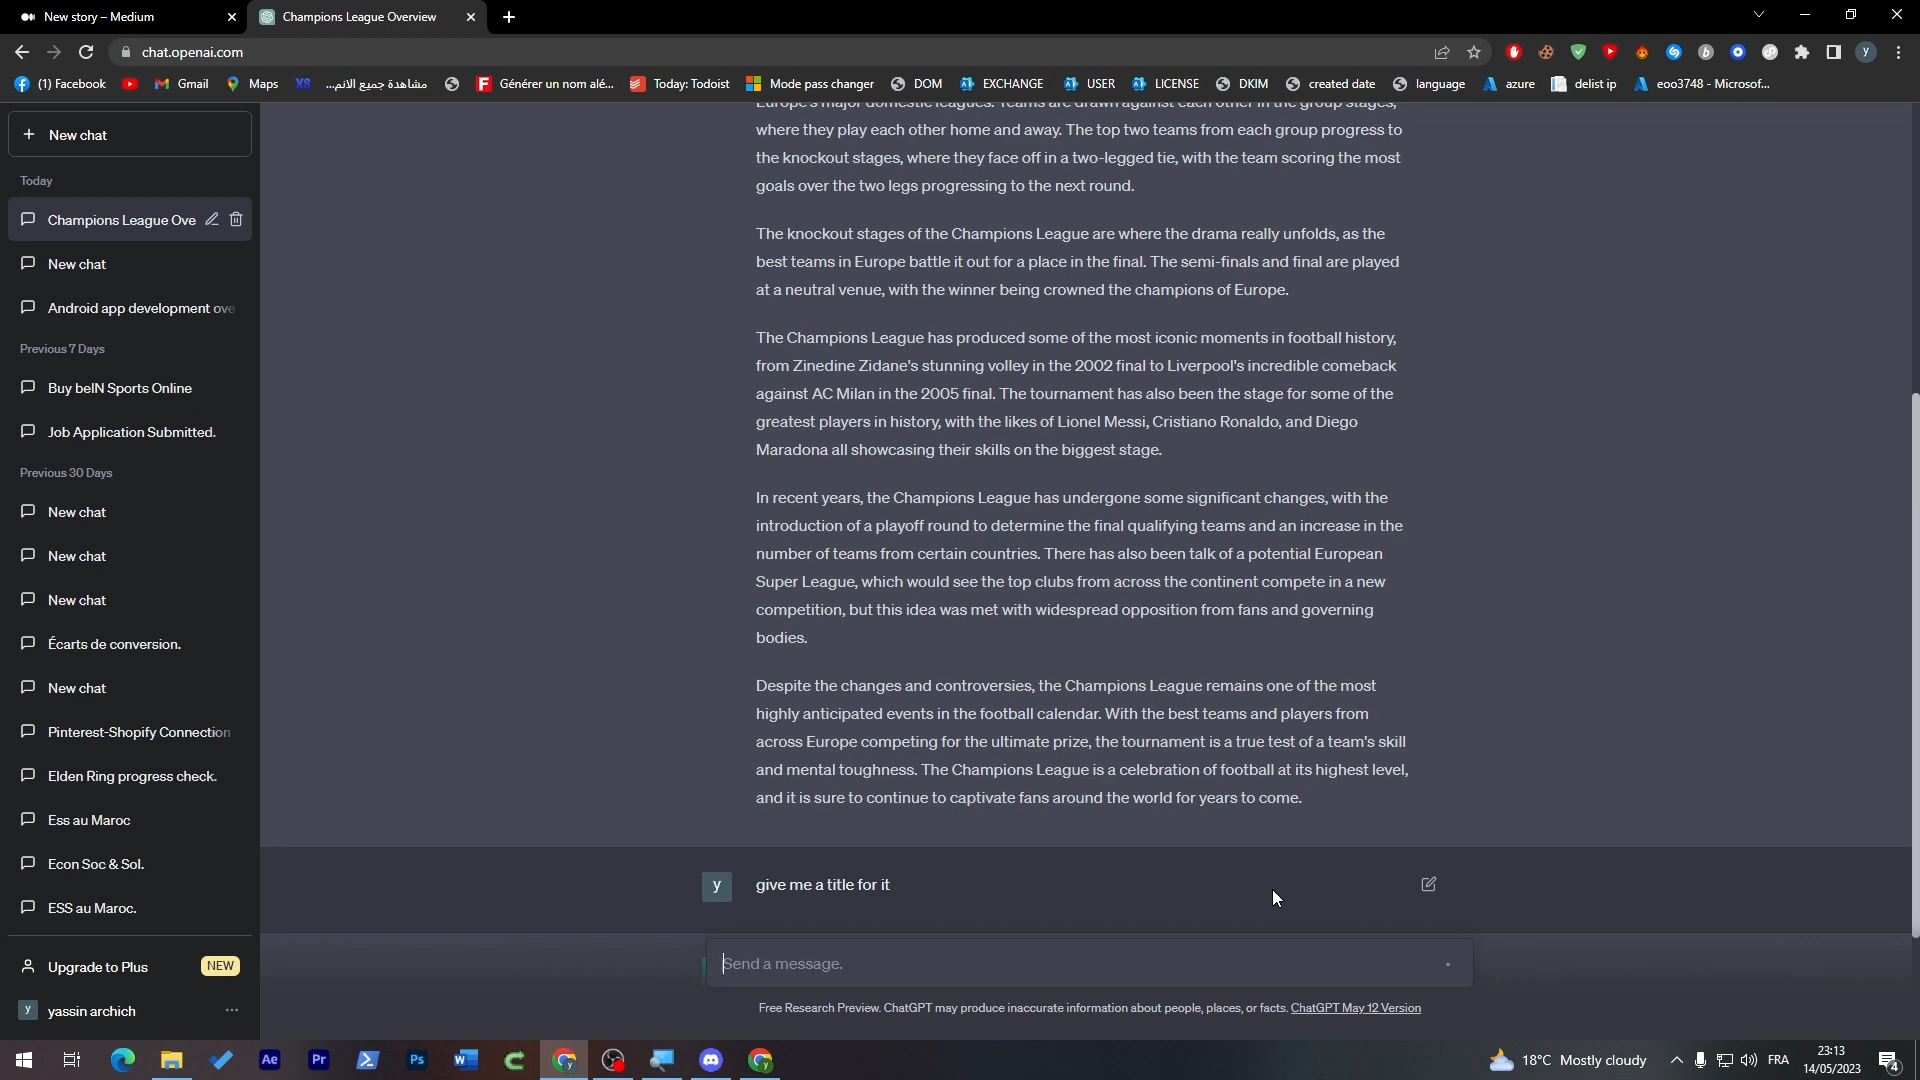 New story – Medium
Champions League Overview
chat.openai.com
(1) Facebook
Gmail
Maps
XS
مشاهدة جميع الانم...
Générer un nom alé...
Today: Todoist
Mode pass changer
DOM
EXCHANGE
USER
LICENSE
DKIM
created date
language
azure
delist ip
eoo3748 - Microsof...
New chat
Today
Champions League Ove
New chat
Android app development ove
Previous 7 Days
Buy beIN Sports Online
Job Application Submitted.
Previous 30 Days
New chat
New chat
New chat
Écarts de conversion.
New chat
Pinterest-Shopify Connection
Elden Ring progress check.
Ess au Maroc
Econ Soc & Sol.
ESS au Maroc.
Upgrade to Plus
NEW
y
yassin archich
Europe's major domestic leagues. Teams are drawn against each other in the group stages,
where they play each other home and away. The top two teams from each group progress to
the knockout stages, where they face off in a two-legged tie, with the team scoring the most
goals over the two legs progressing to the next round.
The knockout stages of the Champions League are where the drama really unfolds, as the
best teams in Europe battle it out for a place in the final. The semi-finals and final are played
at a neutral venue, with the winner being crowned the champions of Europe.
The Champions League has produced some of the most iconic moments in football history,
from Zinedine Zidane's stunning volley in the 2002 final to Liverpool's incredible comeback
against AC Milan in the 2005 final. The tournament has also been the stage for some of the
greatest players in history, with the likes of Lionel Messi, Cristiano Ronaldo, and Diego
Maradona all showcasing their skills on the biggest stage.
In recent years, the Champions League has undergone some significant changes, with the
introduction of a playoff round to determine the final qualifying teams and an increase in the
number of teams from certain countries. There has also been talk of a potential European
Super League, which would see the top clubs from across the continent compete in a new
competition, but this idea was met with widespread opposition from fans and governing
bodies.
Despite the changes and controversies, the Champions League remains one of the most
highly anticipated events in the football calendar. With the best teams and players from
across Europe competing for the ultimate prize, the tournament is a true test of a team's skill
and mental toughness. The Champions League is a celebration of football at its highest level,
and it is sure to continue to captivate fans around the world for years to come.
y
give me a title for it
Send a message.
Free Research Preview. ChatGPT may produce inaccurate information about people, places, or facts. ChatGPT May 12 Version
Ae
Pr
Ps
W
18°C Mostly cloudy
FRA
23:13
14/05/2023
4